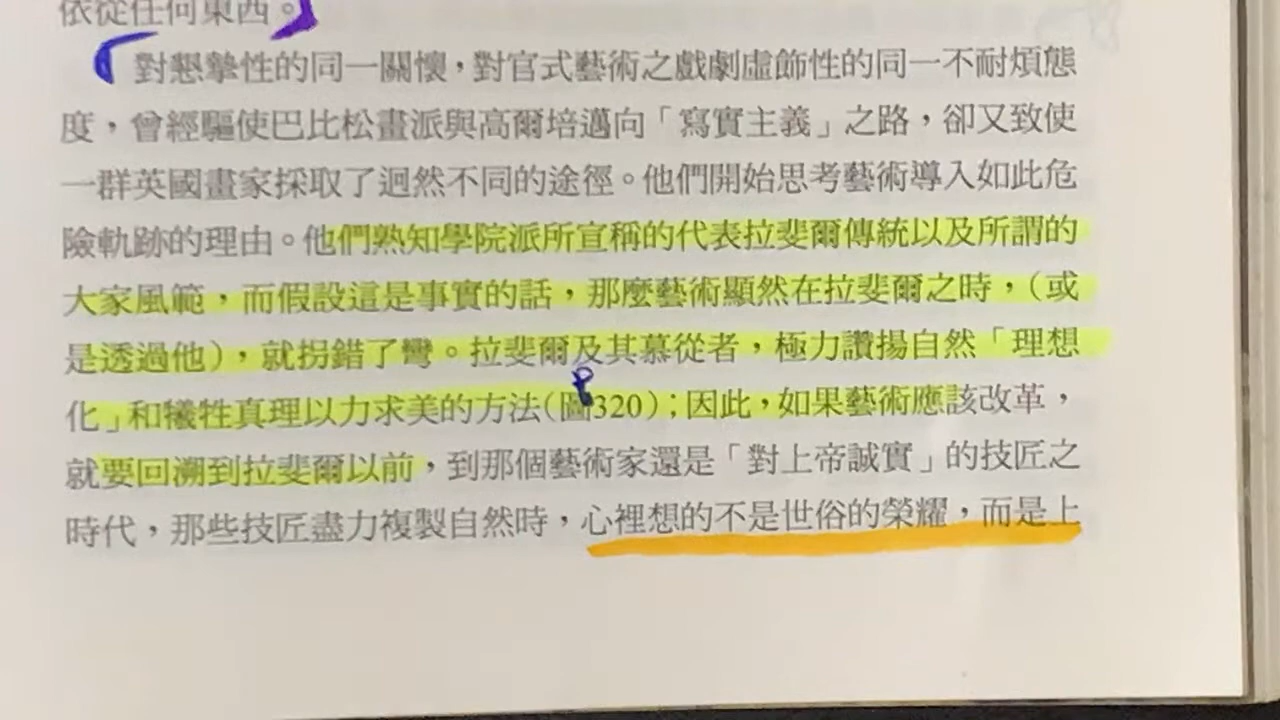 依從任何東西。
對懇摯性的同一關懷，對官式藝術之戲劇虛飾性的同一不耐煩態
度，曾經驅使巴比松畫派與高爾培邁向「寫實主義」之路，卻又致使
一群英國畫家採取了迥然不同的途徑。他們開始思考藝術導入如此危
險軌跡的理由。他們熟知學院派所宣稱的代表拉斐爾傳統以及所謂的
大家風範，而假設這是事實的話，那麼藝術顯然在拉斐爾之時，（或
是透過他），就拐錯了彎。拉斐爾及其慕從者，極力讚揚自然「理想
化」和犧牲真理以力求美的方法（圖320）；因此，如果藝術應該改革，
就要回溯到拉斐爾以前，到那個藝術家還是「對上帝誠實」的技匠之
時代，那些技匠盡力複製自然時，心裡想的不是世俗的榮耀，而是上